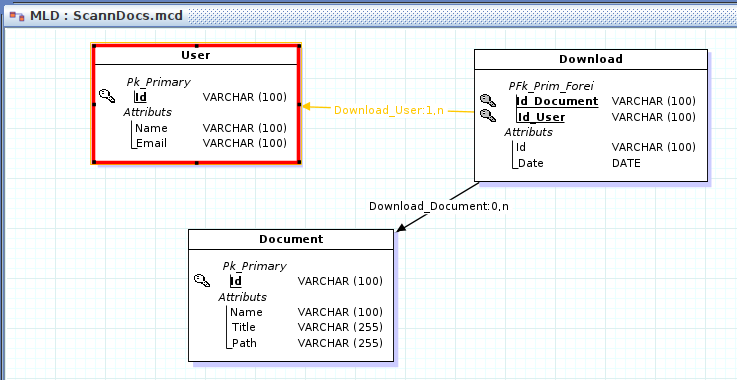 MLD : ScannDocs.mcd
User
Pk_Primary
Id VARCHAR (100)
Attributs
Name VARCHAR (100)
Email VARCHAR (100)
Download_User:1,n
Download
PFk_Prim_Forei
Id_Document VARCHAR (100)
Id_User VARCHAR (100)
Attributs
Id VARCHAR (100)
Date DATE
Download_Document:0,n
Document
Pk_Primary
Id VARCHAR (100)
Attributs
Name VARCHAR (100)
Title VARCHAR (255)
Path VARCHAR (255)